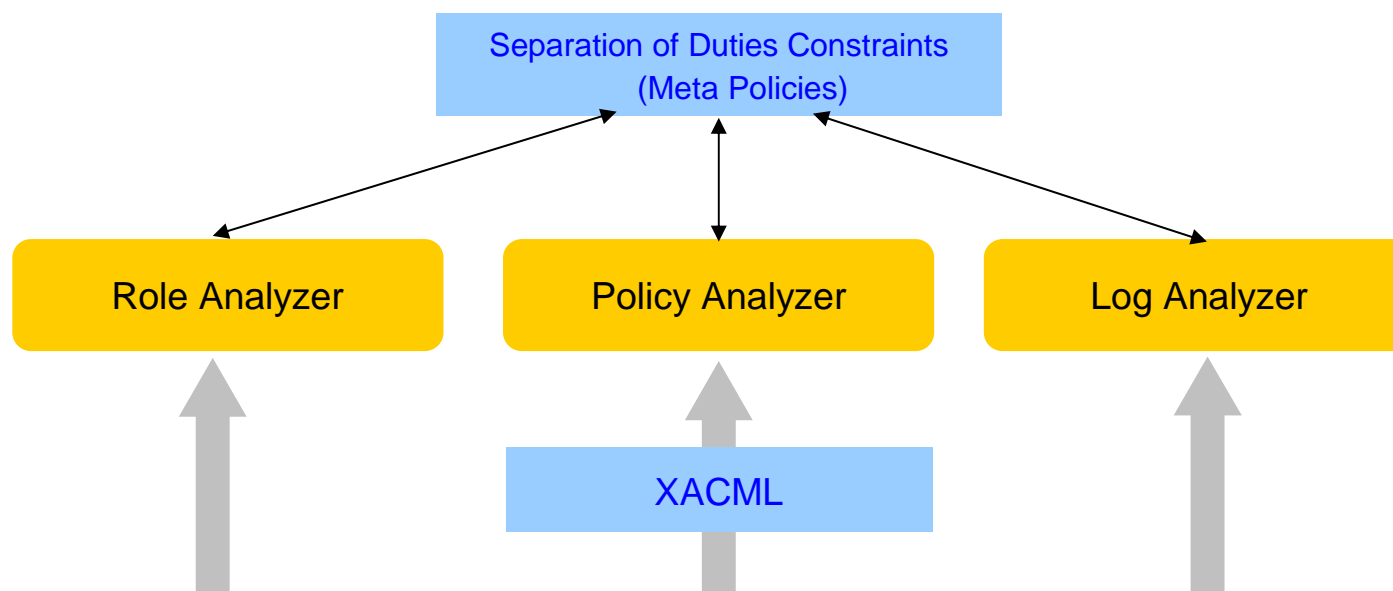 Separation of Duties Constraints
(Meta Policies)
Role Analyzer
Policy Analyzer
Log Analyzer
XACML